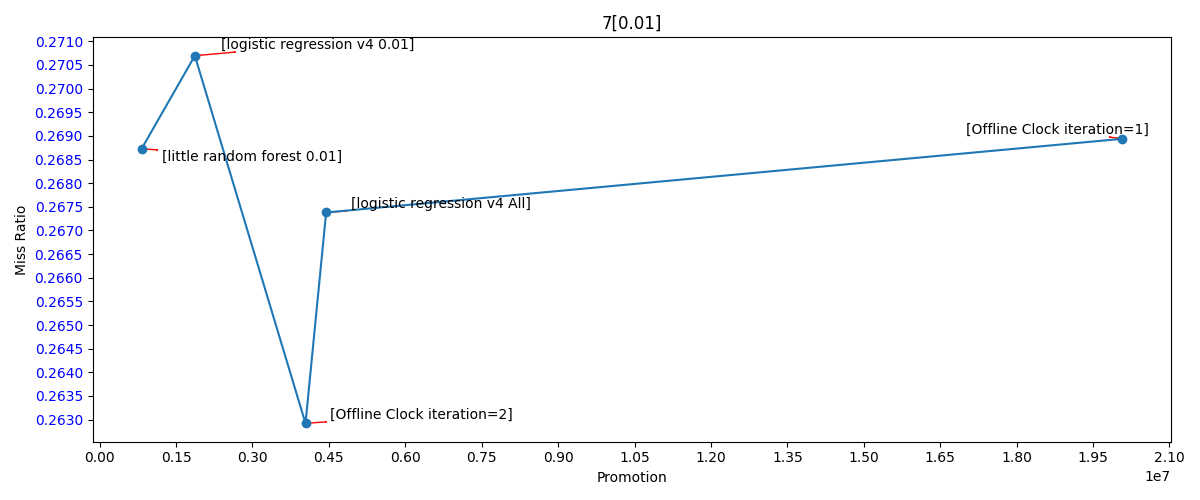 7[0.01]
0.2710
0.2705
0.2700
0.2695
0.2690
0.2685
0.2680
0.2675
0.2670
0.2665
0.2660
0.2655
0.2650
0.2645
0.2640
0.2635
0.2630
Miss Ratio
[logistic regression v4 0.01]
[Offline Clock iteration=1]
[little random forest 0.01]
[logistic regression v4 All]
[Offline Clock iteration=2]
0.00 0.15 0.30 0.45 0.60 0.75 0.90 1.05 1.20 1.35 1.50 1.65 1.80 1.95 2.10
1e7
Promotion